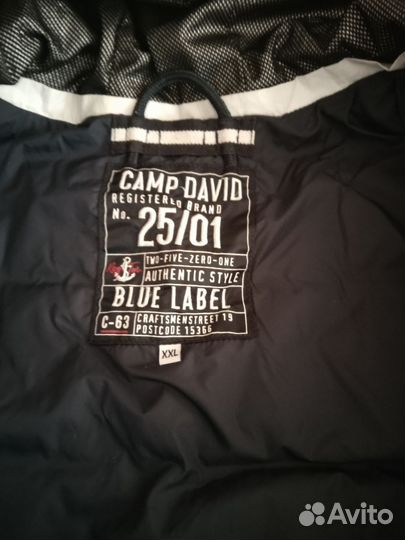 CAMP DAVID
REGISTERED BRAND
No. 25/01
TWO-FIVE-ZERO-ONE
AUTHENTIC STYLE
BLUE LABEL
C-63 CRAFTSMENSTREET 19
POSTCODE 15366
XXL
Avito